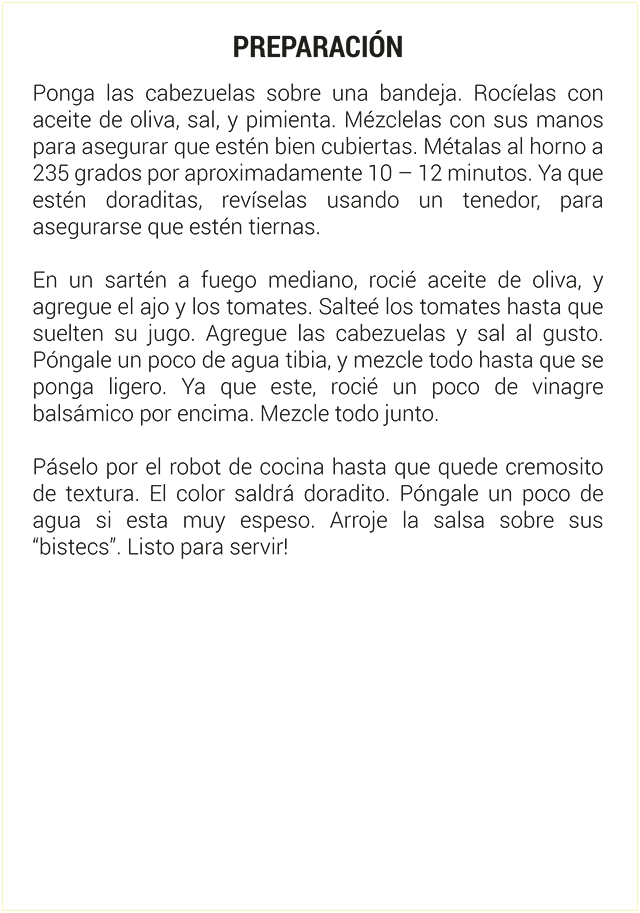 PREPARACIÓN
Ponga las cabezuelas sobre una bandeja. Rocíelas con
aceite de oliva, sal, y pimienta. Mézclelas con sus manos
para asegurar que estén bien cubiertas. Métalas al horno a
235 grados por aproximadamente 10 – 12 minutos. Ya que
estén doraditas, revíselas usando un tenedor, para
asegurarse que estén tiernas.
En un sartén a fuego mediano, rocié aceite de oliva, y
agregue el ajo y los tomates. Salteé los tomates hasta que
suelten su jugo. Agregue las cabezuelas y sal al gusto.
Póngale un poco de agua tibia, y mezcle todo hasta que se
ponga ligero. Ya que este, rocié un poco de vinagre
balsámico por encima. Mezcle todo junto.
Páselo por el robot de cocina hasta que quede cremosito
de textura. El color saldrá doradito. Póngale un poco de
agua si esta muy espeso. Arroje la salsa sobre sus
“bistecs”. Listo para servir!